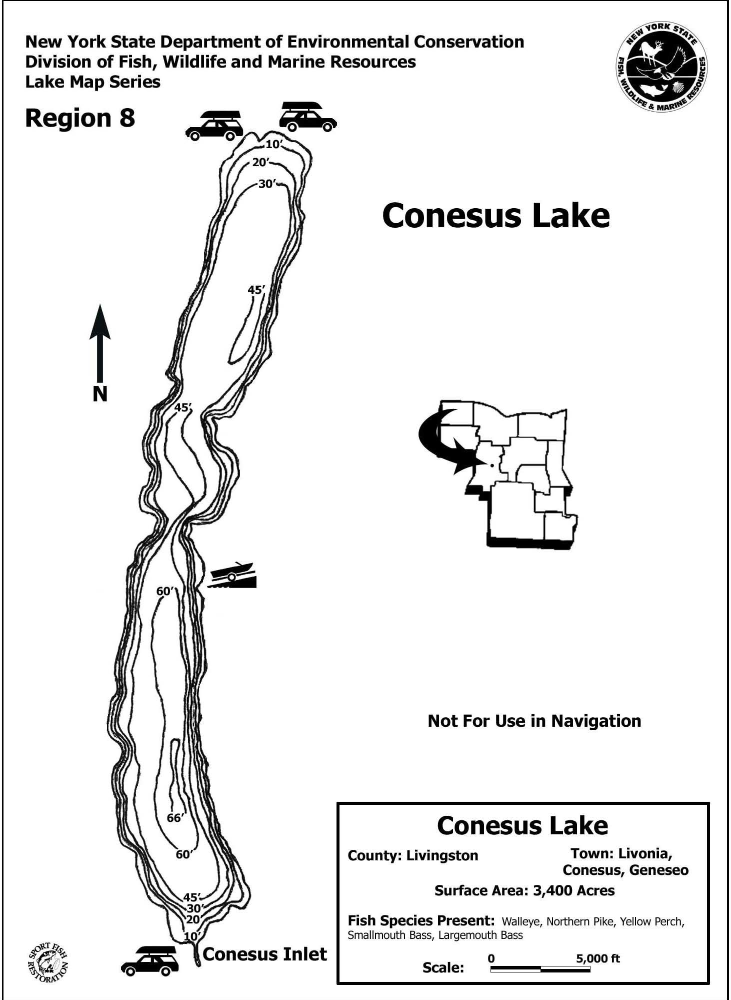 New York State Department of Environmental Conservation
Division of Fish, Wildlife and Marine Resources
Lake Map Series
Region 8
NEW YORK STATE
FISH, WILDLIFE & MARINE RESOURCES
10'
20'
30'
Conesus Lake
45'
N
45'
60'
Not For Use in Navigation
66'
60'
45'
30'
20'
10'
Conesus Inlet
SPORT FISH
RESTORATION
Conesus Lake
County: Livingston
Town: Livonia,
Conesus, Geneseo
Surface Area: 3,400 Acres
Fish Species Present: Walleye, Northern Pike, Yellow Perch,
Smallmouth Bass, Largemouth Bass
Scale:
0 5,000 ft